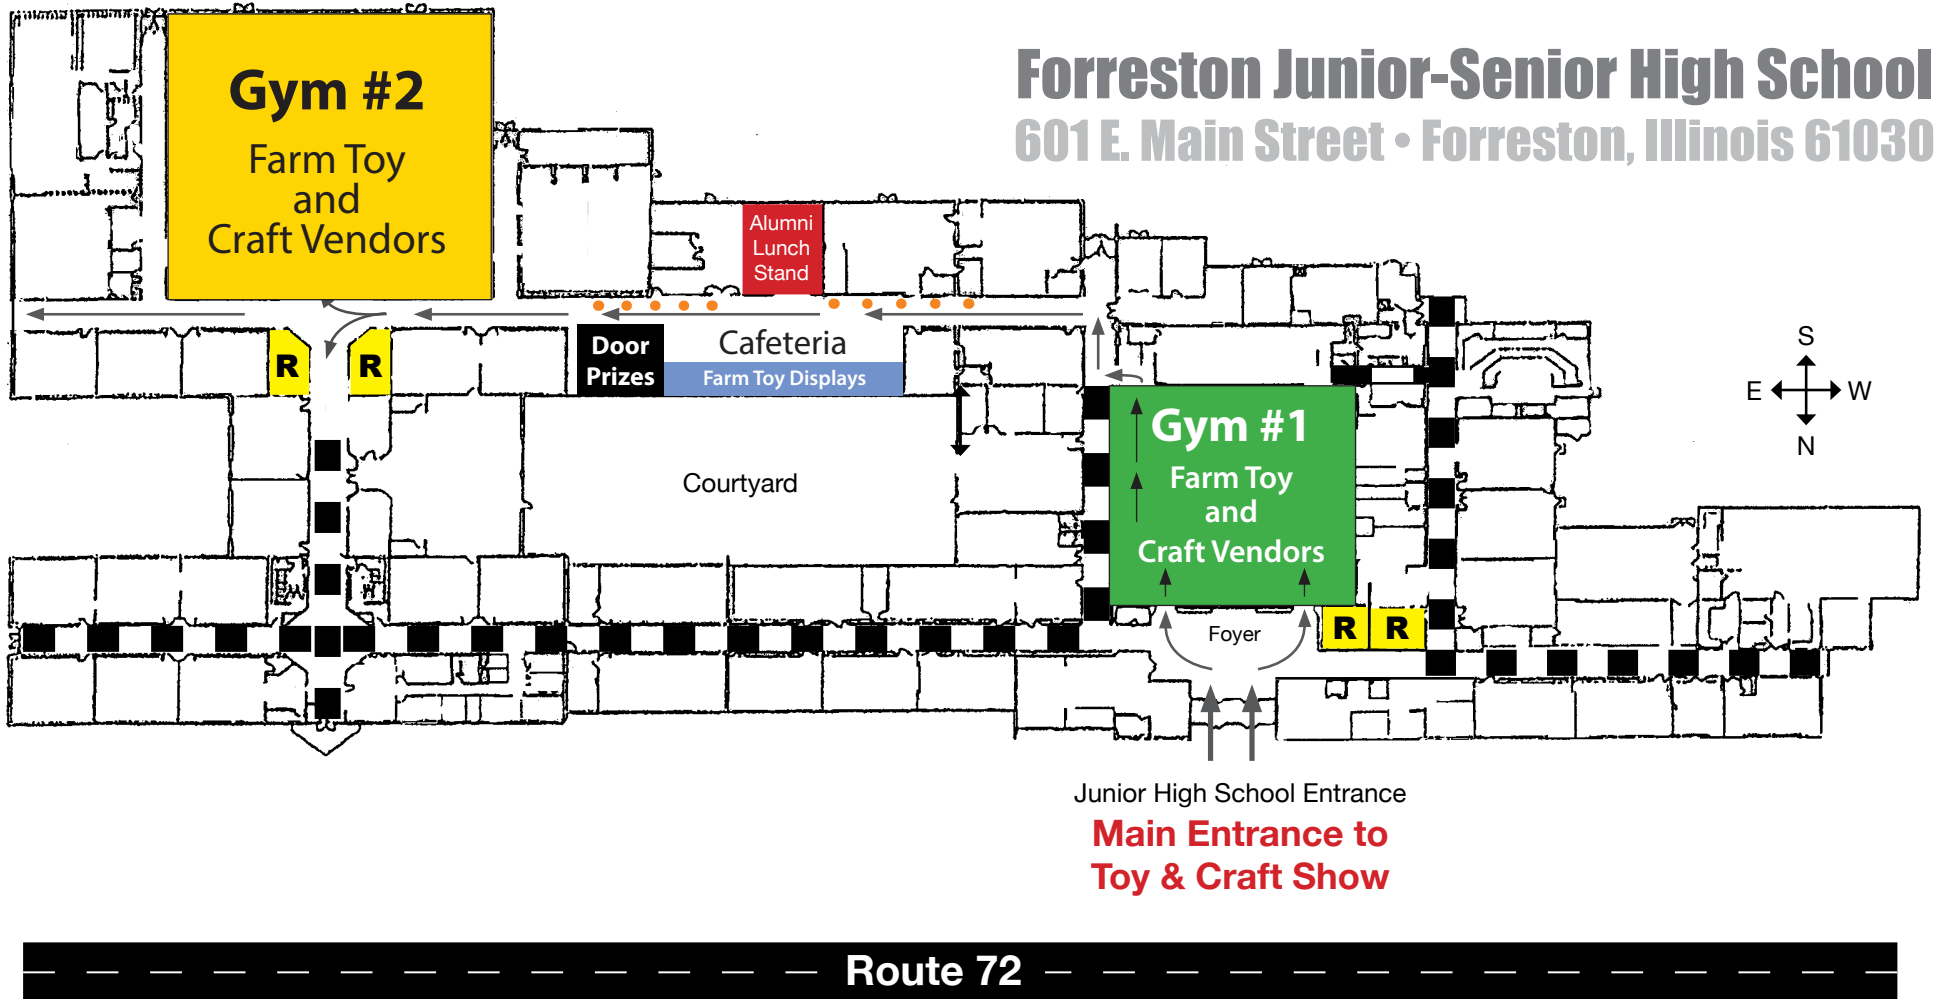 Forreston Junior-Senior High School
601 E. Main Street • Forreston, Illinois 61030
Gym #2
Farm Toy
and
Craft Vendors
Alumni
Lunch
Stand
R
R
Door
Prizes
Cafeteria
Farm Toy Displays
S
E
W
N
Gym #1
Farm Toy
and
Craft Vendors
Courtyard
Foyer
R
R
Junior High School Entrance
Main Entrance to
Toy & Craft Show
Route 72